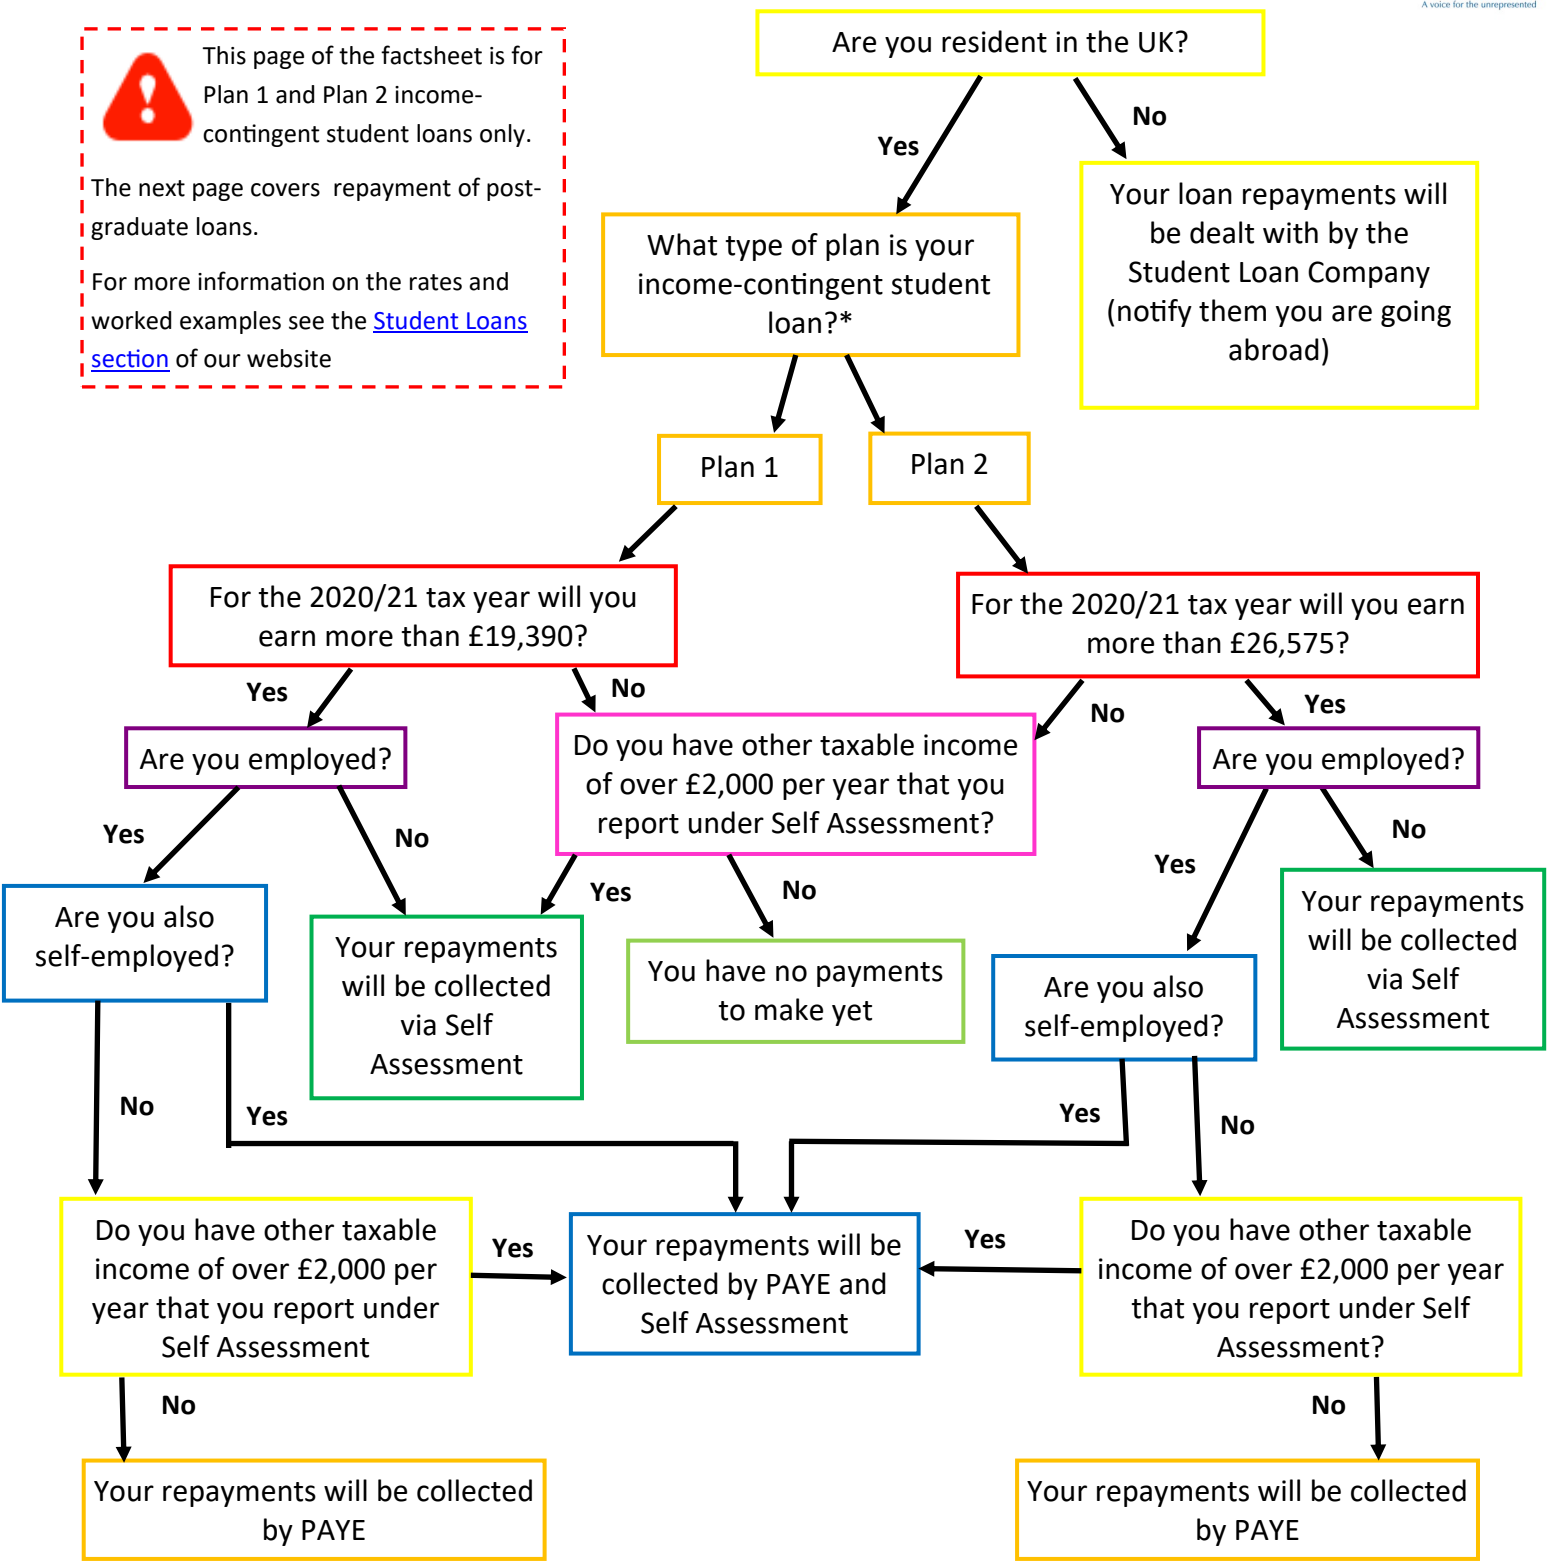 A voice for the unrepresented
This page of the factsheet is for
Plan 1 and Plan 2 income-
contingent student loans only.
The next page covers  repayment of post-
graduate loans.
For more information on the rates and
worked examples see the Student Loans
section of our website
Are you resident in the UK?
Yes
No
What type of plan is your
income-contingent student
loan?*
Your loan repayments will
be dealt with by the
Student Loan Company
(notify them you are going
abroad)
Plan 1
Plan 2
For the 2020/21 tax year will you
earn more than £19,390?
For the 2020/21 tax year will you earn
more than £26,575?
Yes
No
No
Yes
Are you employed?
Do you have other taxable income
of over £2,000 per year that you
report under Self Assessment?
Are you employed?
Yes
No
Yes
No
Yes
No
Are you also
self-employed?
Your repayments
will be collected
via Self
Assessment
You have no payments
to make yet
Are you also
self-employed?
Your repayments
will be collected
via Self
Assessment
No
Yes
Yes
No
Do you have other taxable
income of over £2,000 per
year that you report under
Self Assessment
Yes
Your repayments will be
collected by PAYE and
Self Assessment
Yes
Do you have other taxable
income of over £2,000 per year
that you report under Self
Assessment?
No
No
Your repayments will be collected
by PAYE
Your repayments will be collected
by PAYE